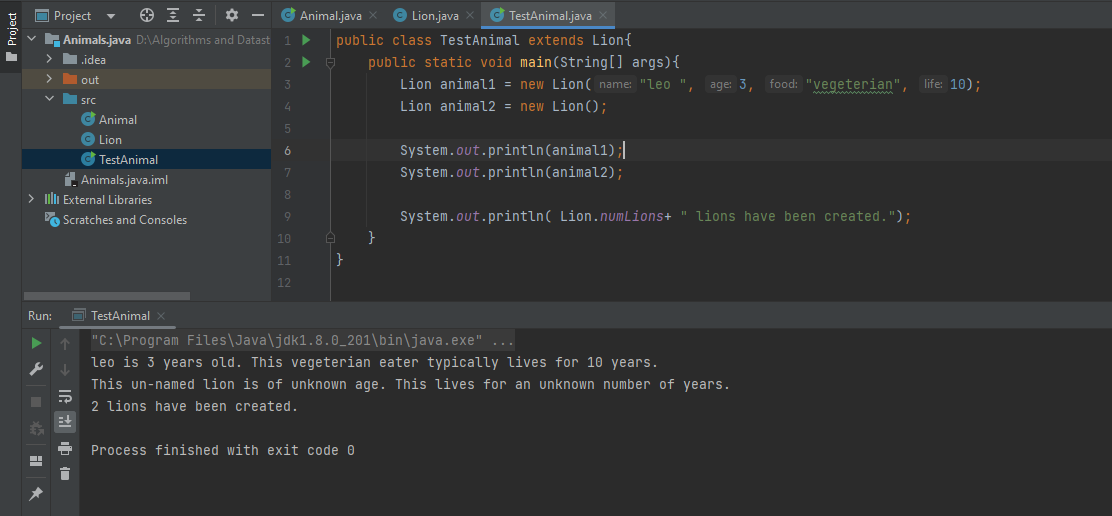 Project
Project
Animals.java D:\Algorithms and Datast
.idea
out
src
Animal
Lion
TestAnimal
Animals.java.iml
External Libraries
Scratches and Consoles
Animal.java
Lion.java
TestAnimal.java
1 public class TestAnimal extends Lion{
2 public static void main(String[] args){
3 Lion animal1 = new Lion( name: "leo ", age: 3, food: "vegeterian", life: 10);
4 Lion animal2 = new Lion();
5
6 System.out.println(animal1);
7 System.out.println(animal2);
8
9 System.out.println( Lion.numLions+ " lions have been created.");
10 }
11 }
12
Run: TestAnimal
"C:\Program Files\Java\jdk1.8.0_201\bin\java.exe" ...
leo is 3 years old. This vegeterian eater typically lives for 10 years.
This un-named lion is of unknown age. This lives for an unknown number of years.
2 lions have been created.
Process finished with exit code 0